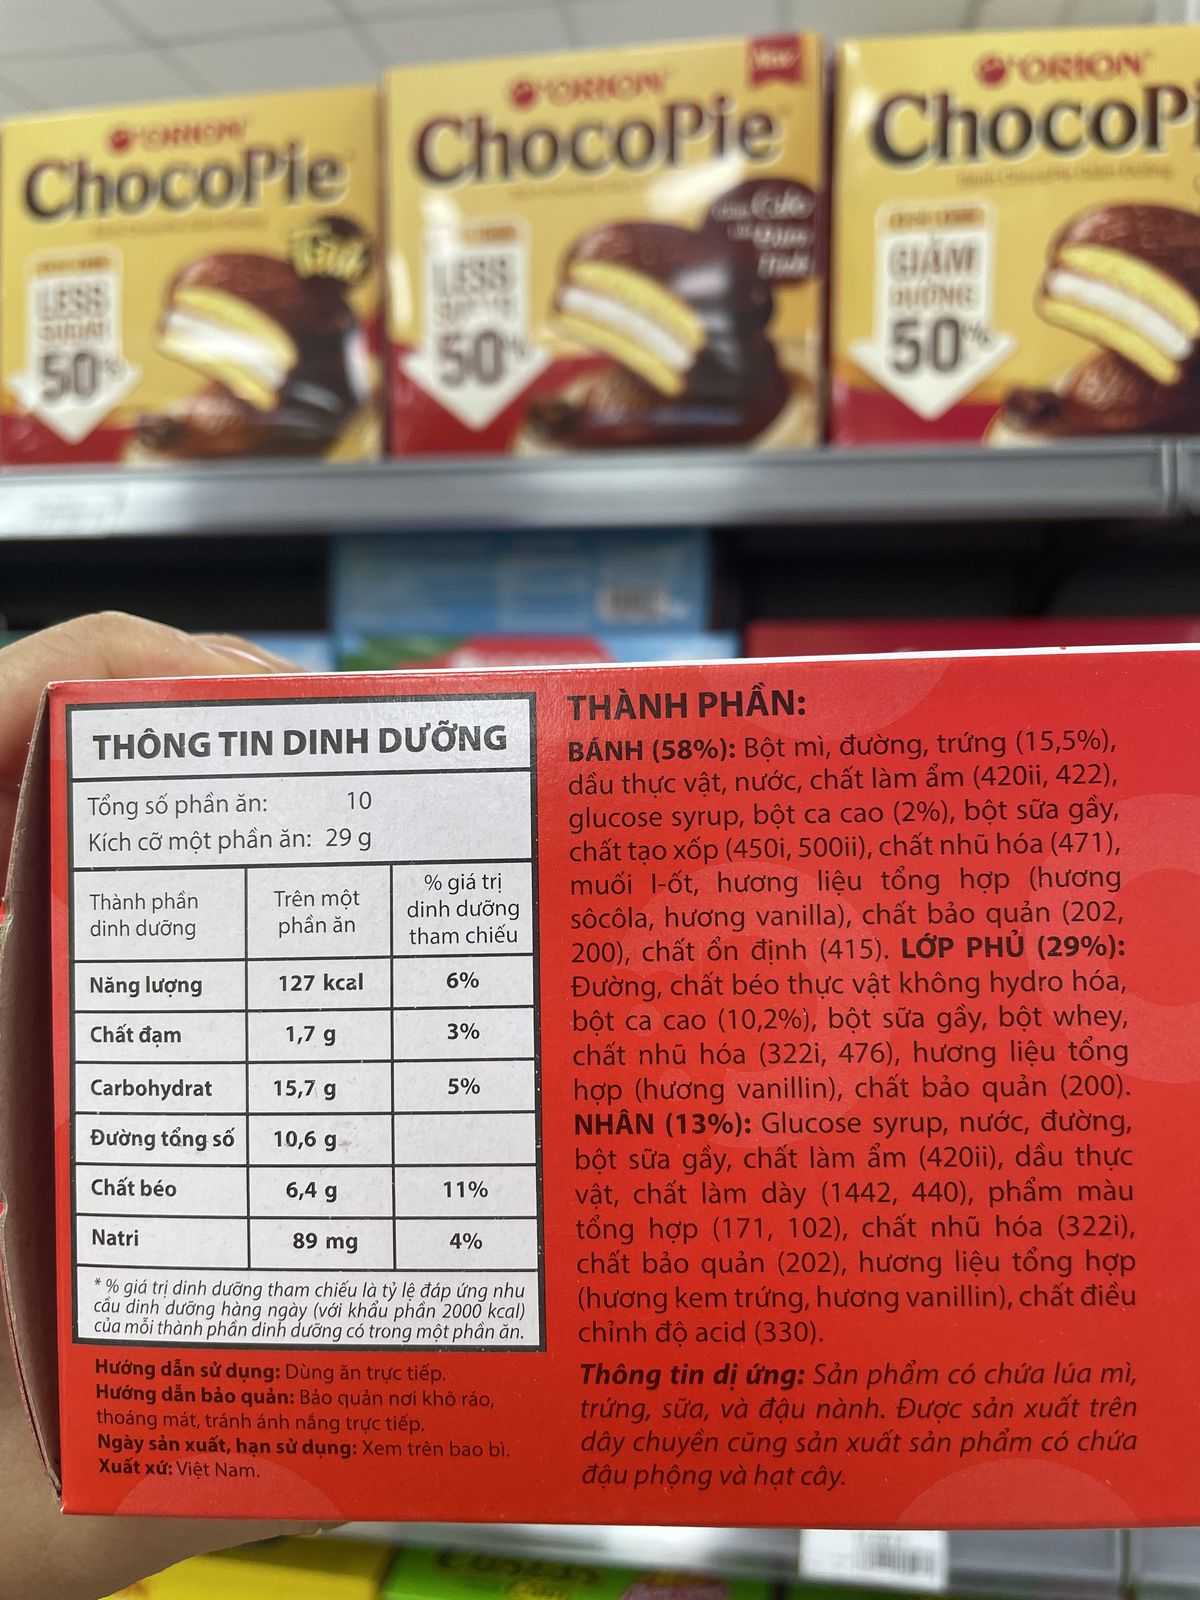 ORION
ChocoPie
LESS
SUGAR
50%
ORION
ChocoPie
New
LESS
50%
ORION
ChocoP
GIẢM
ĐƯỜNG
50%
THÔNG TIN DINH DƯỠNG
Tổng số phần ăn: 10
Kích cỡ một phần ăn: 29 g
Thành phần dinh dưỡng Trên một phần ăn % giá trị dinh dưỡng tham chiếu
Năng lượng 127 kcal 6%
Chất đạm 1,7 g 3%
Carbohydrat 15,7 g 5%
Đường tổng số 10,6 g
Chất béo 6,4 g 11%
Natri 89 mg 4%
* % giá trị dinh dưỡng tham chiếu là tỷ lệ đáp ứng nhu
cầu dinh dưỡng hàng ngày (với khẩu phần 2000 kcal)
của mỗi thành phần dinh dưỡng có trong một phần ăn.
Hướng dẫn sử dụng: Dùng ăn trực tiếp.
Hướng dẫn bảo quản: Bảo quản nơi khô ráo,
thoáng mát, tránh ánh nắng trực tiếp.
Ngày sản xuất, hạn sử dụng: Xem trên bao bì.
Xuất xứ: Việt Nam.
THÀNH PHẦN:
BÁNH (58%): Bột mì, đường, trứng (15,5%),
dầu thực vật, nước, chất làm ẩm (420ii, 422),
glucose syrup, bột ca cao (2%), bột sữa gầy,
chất tạo xốp (450i, 500ii), chất nhũ hóa (471),
muối I-ốt, hương liệu tổng hợp (hương
sôcôla, hương vanilla), chất bảo quản (202,
200), chất ổn định (415). LỚP PHỦ (29%):
Đường, chất béo thực vật không hydro hóa,
bột ca cao (10,2%), bột sữa gầy, bột whey,
chất nhũ hóa (322i, 476), hương liệu tổng
hợp (hương vanillin), chất bảo quản (200).
NHÂN (13%): Glucose syrup, nước, đường,
bột sữa gầy, chất làm ẩm (420ii), dầu thực
vật, chất làm dày (1442, 440), phẩm màu
tổng hợp (171, 102), chất nhũ hóa (322i),
chất bảo quản (202), hương liệu tổng hợp
(hương kem trứng, hương vanillin), chất điều
chỉnh độ acid (330).
Thông tin dị ứng: Sản phẩm có chứa lúa mì,
trứng, sữa, và đậu nành. Được sản xuất trên
dây chuyền cũng sản xuất sản phẩm có chứa
đậu phộng và hạt cây.